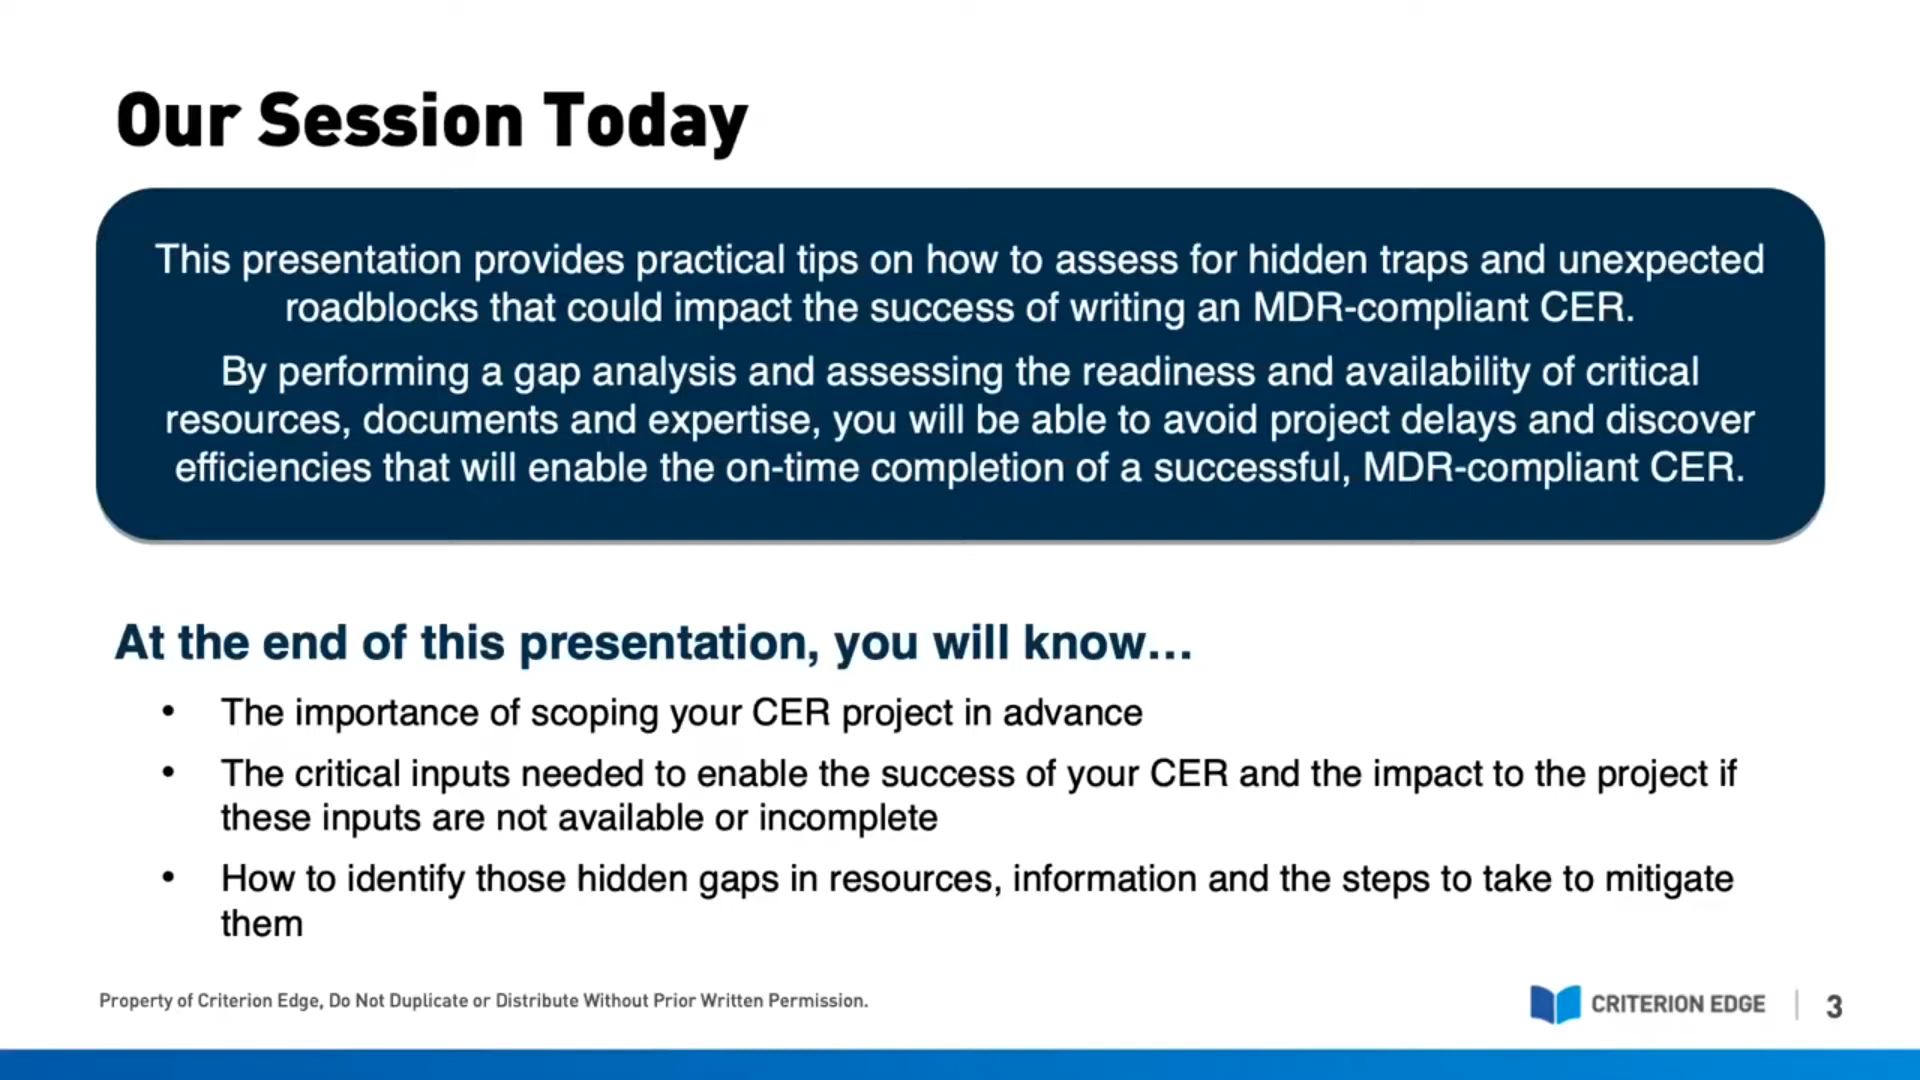 Our Session Today
This presentation provides practical tips on how to assess for hidden traps and unexpected
roadblocks that could impact the success of writing an MDR-compliant CER.
By performing a gap analysis and assessing the readiness and availability of critical
resources, documents and expertise, you will be able to avoid project delays and discover
efficiencies that will enable the on-time completion of a successful, MDR-compliant CER.
At the end of this presentation, you will know...
• The importance of scoping your CER project in advance
• The critical inputs needed to enable the success of your CER and the impact to the project if
these inputs are not available or incomplete
• How to identify those hidden gaps in resources, information and the steps to take to mitigate
them
Property of Criterion Edge, Do Not Duplicate or Distribute Without Prior Written Permission.
CRITERION EDGE | 3